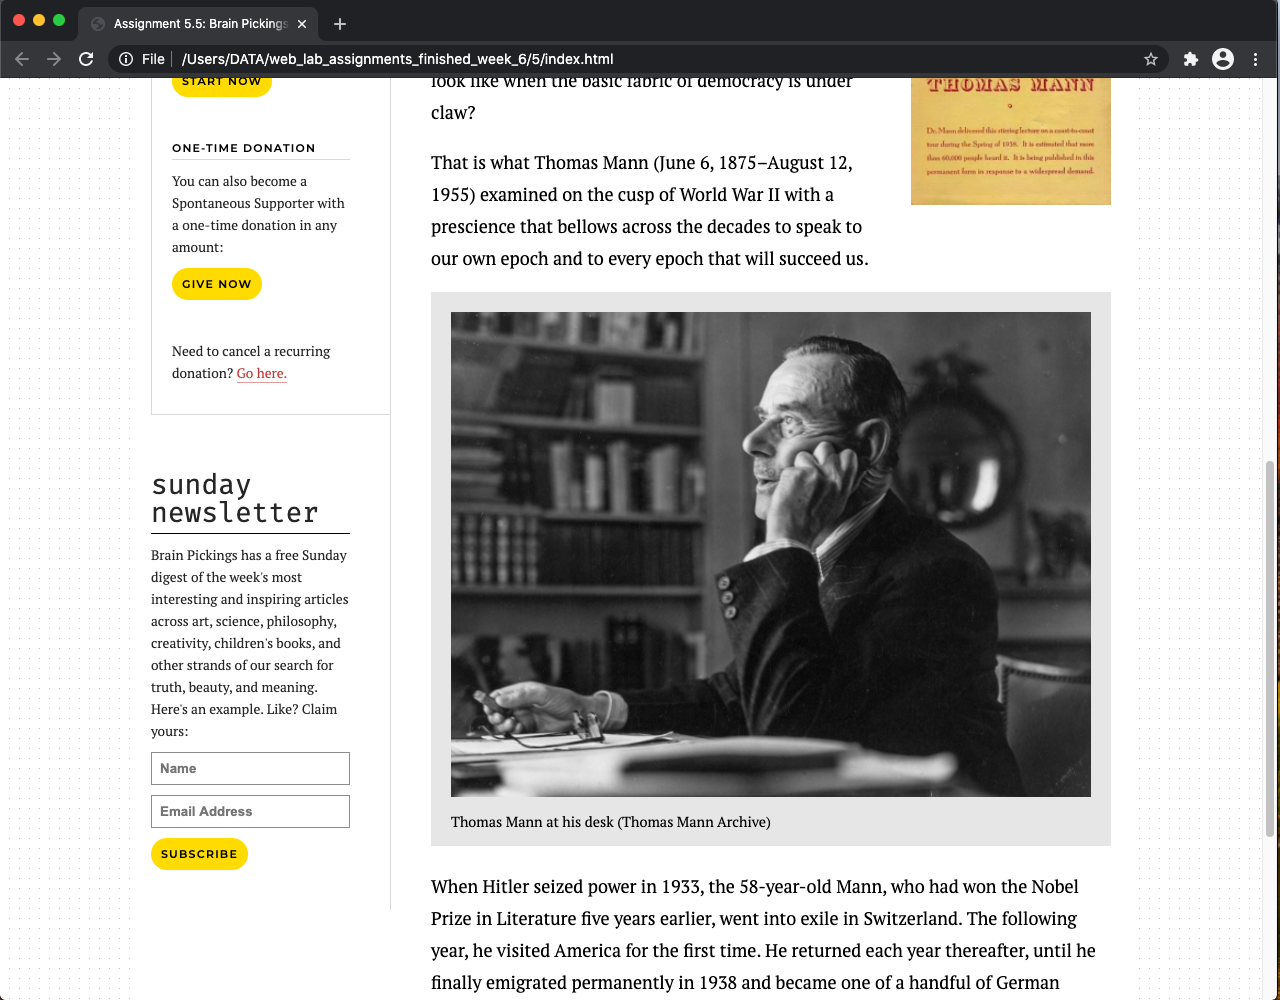 Assignment 5.5: Brain Pickings
File
/Users/DATA/web_lab_assignments_finished_week_6/5/index.html
START NOW
ONE-TIME DONATION
You can also become a
Spontaneous Supporter with
a one-time donation in any
amount:
GIVE NOW
Need to cancel a recurring
donation? Go here.
sunday
newsletter
Brain Pickings has a free Sunday
digest of the week's most
interesting and inspiring articles
across art, science, philosophy,
creativity, children's books, and
other strands of our search for
truth, beauty, and meaning.
Here's an example. Like? Claim
yours:
Name
Email Address
SUBSCRIBE
look like when the basic fabric of democracy is under
claw?
That is what Thomas Mann (June 6, 1875–August 12,
1955) examined on the cusp of World War II with a
prescience that bellows across the decades to speak to
our own epoch and to every epoch that will succeed us.
THOMAS MANN
Dr. Mann delivered this stirring lecture on a coast-to-coast
tour during the Spring of 1938. It is estimated that more
than 60,000 people heard it. It is being published in this
permanent form in response to a widespread demand.
Thomas Mann at his desk (Thomas Mann Archive)
When Hitler seized power in 1933, the 58-year-old Mann, who had won the Nobel
Prize in Literature five years earlier, went into exile in Switzerland. The following
year, he visited America for the first time. He returned each year thereafter, until he
finally emigrated permanently in 1938 and became one of a handful of German